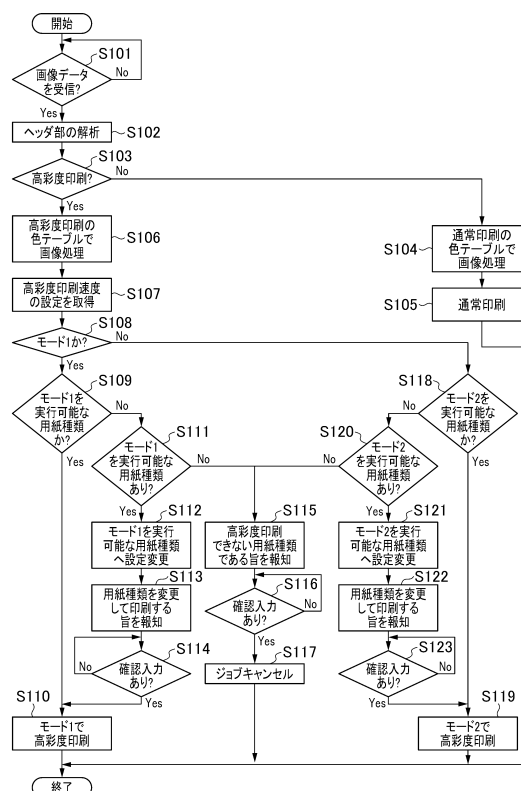 開始
S101
画像データ
を受信?
No
Yes
ヘッダ部の解析
S102
S103
高彩度印刷?
No
Yes
高彩度印刷の
色テーブルで
画像処理
S106
S104
通常印刷の
色テーブルで
画像処理
高彩度印刷速度
の設定を取得
S107
S105
通常印刷
S108
モード1か?
No
Yes
S109
モード1を
実行可能な
用紙種類
か?
No
Yes
S118
モード2を
実行可能な
用紙種類
か?
No
Yes
S111
モード1
を実行可能な
用紙種類
あり?
No
Yes
S120
モード2
を実行可能な
用紙種類
あり?
No
Yes
S112
モード1を実行
可能な用紙種類
へ設定変更
S115
高彩度印刷
できない用紙種類
である旨を報知
S121
モード2を実行
可能な用紙種類
へ設定変更
S113
用紙種類を変更
して印刷する
旨を報知
S116
確認入力
あり?
No
Yes
S122
用紙種類を変更
して印刷する
旨を報知
S114
確認入力
あり?
No
Yes
S117
ジョブキャンセル
S123
確認入力
あり?
No
Yes
S110
モード1で
高彩度印刷
S119
モード2で
高彩度印刷
終了